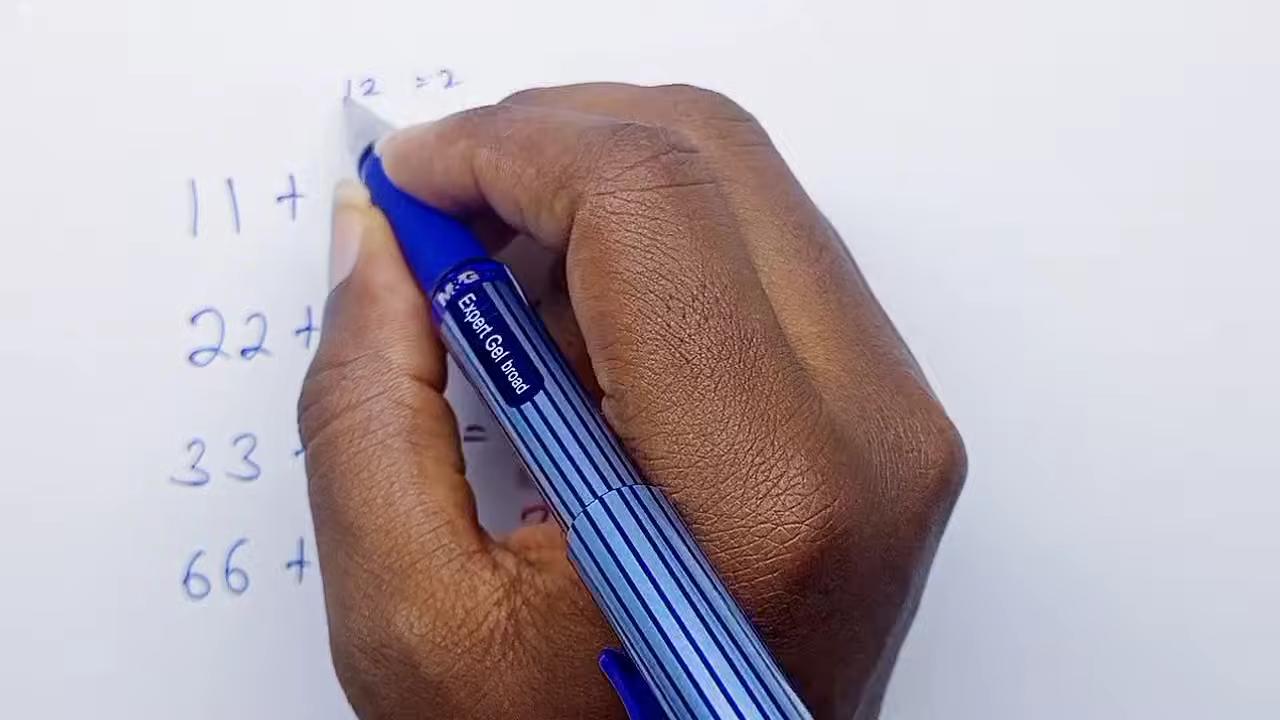 12 = 2
11 +
22 +
33 +
=
66 +
M&G
Expert Gel broad